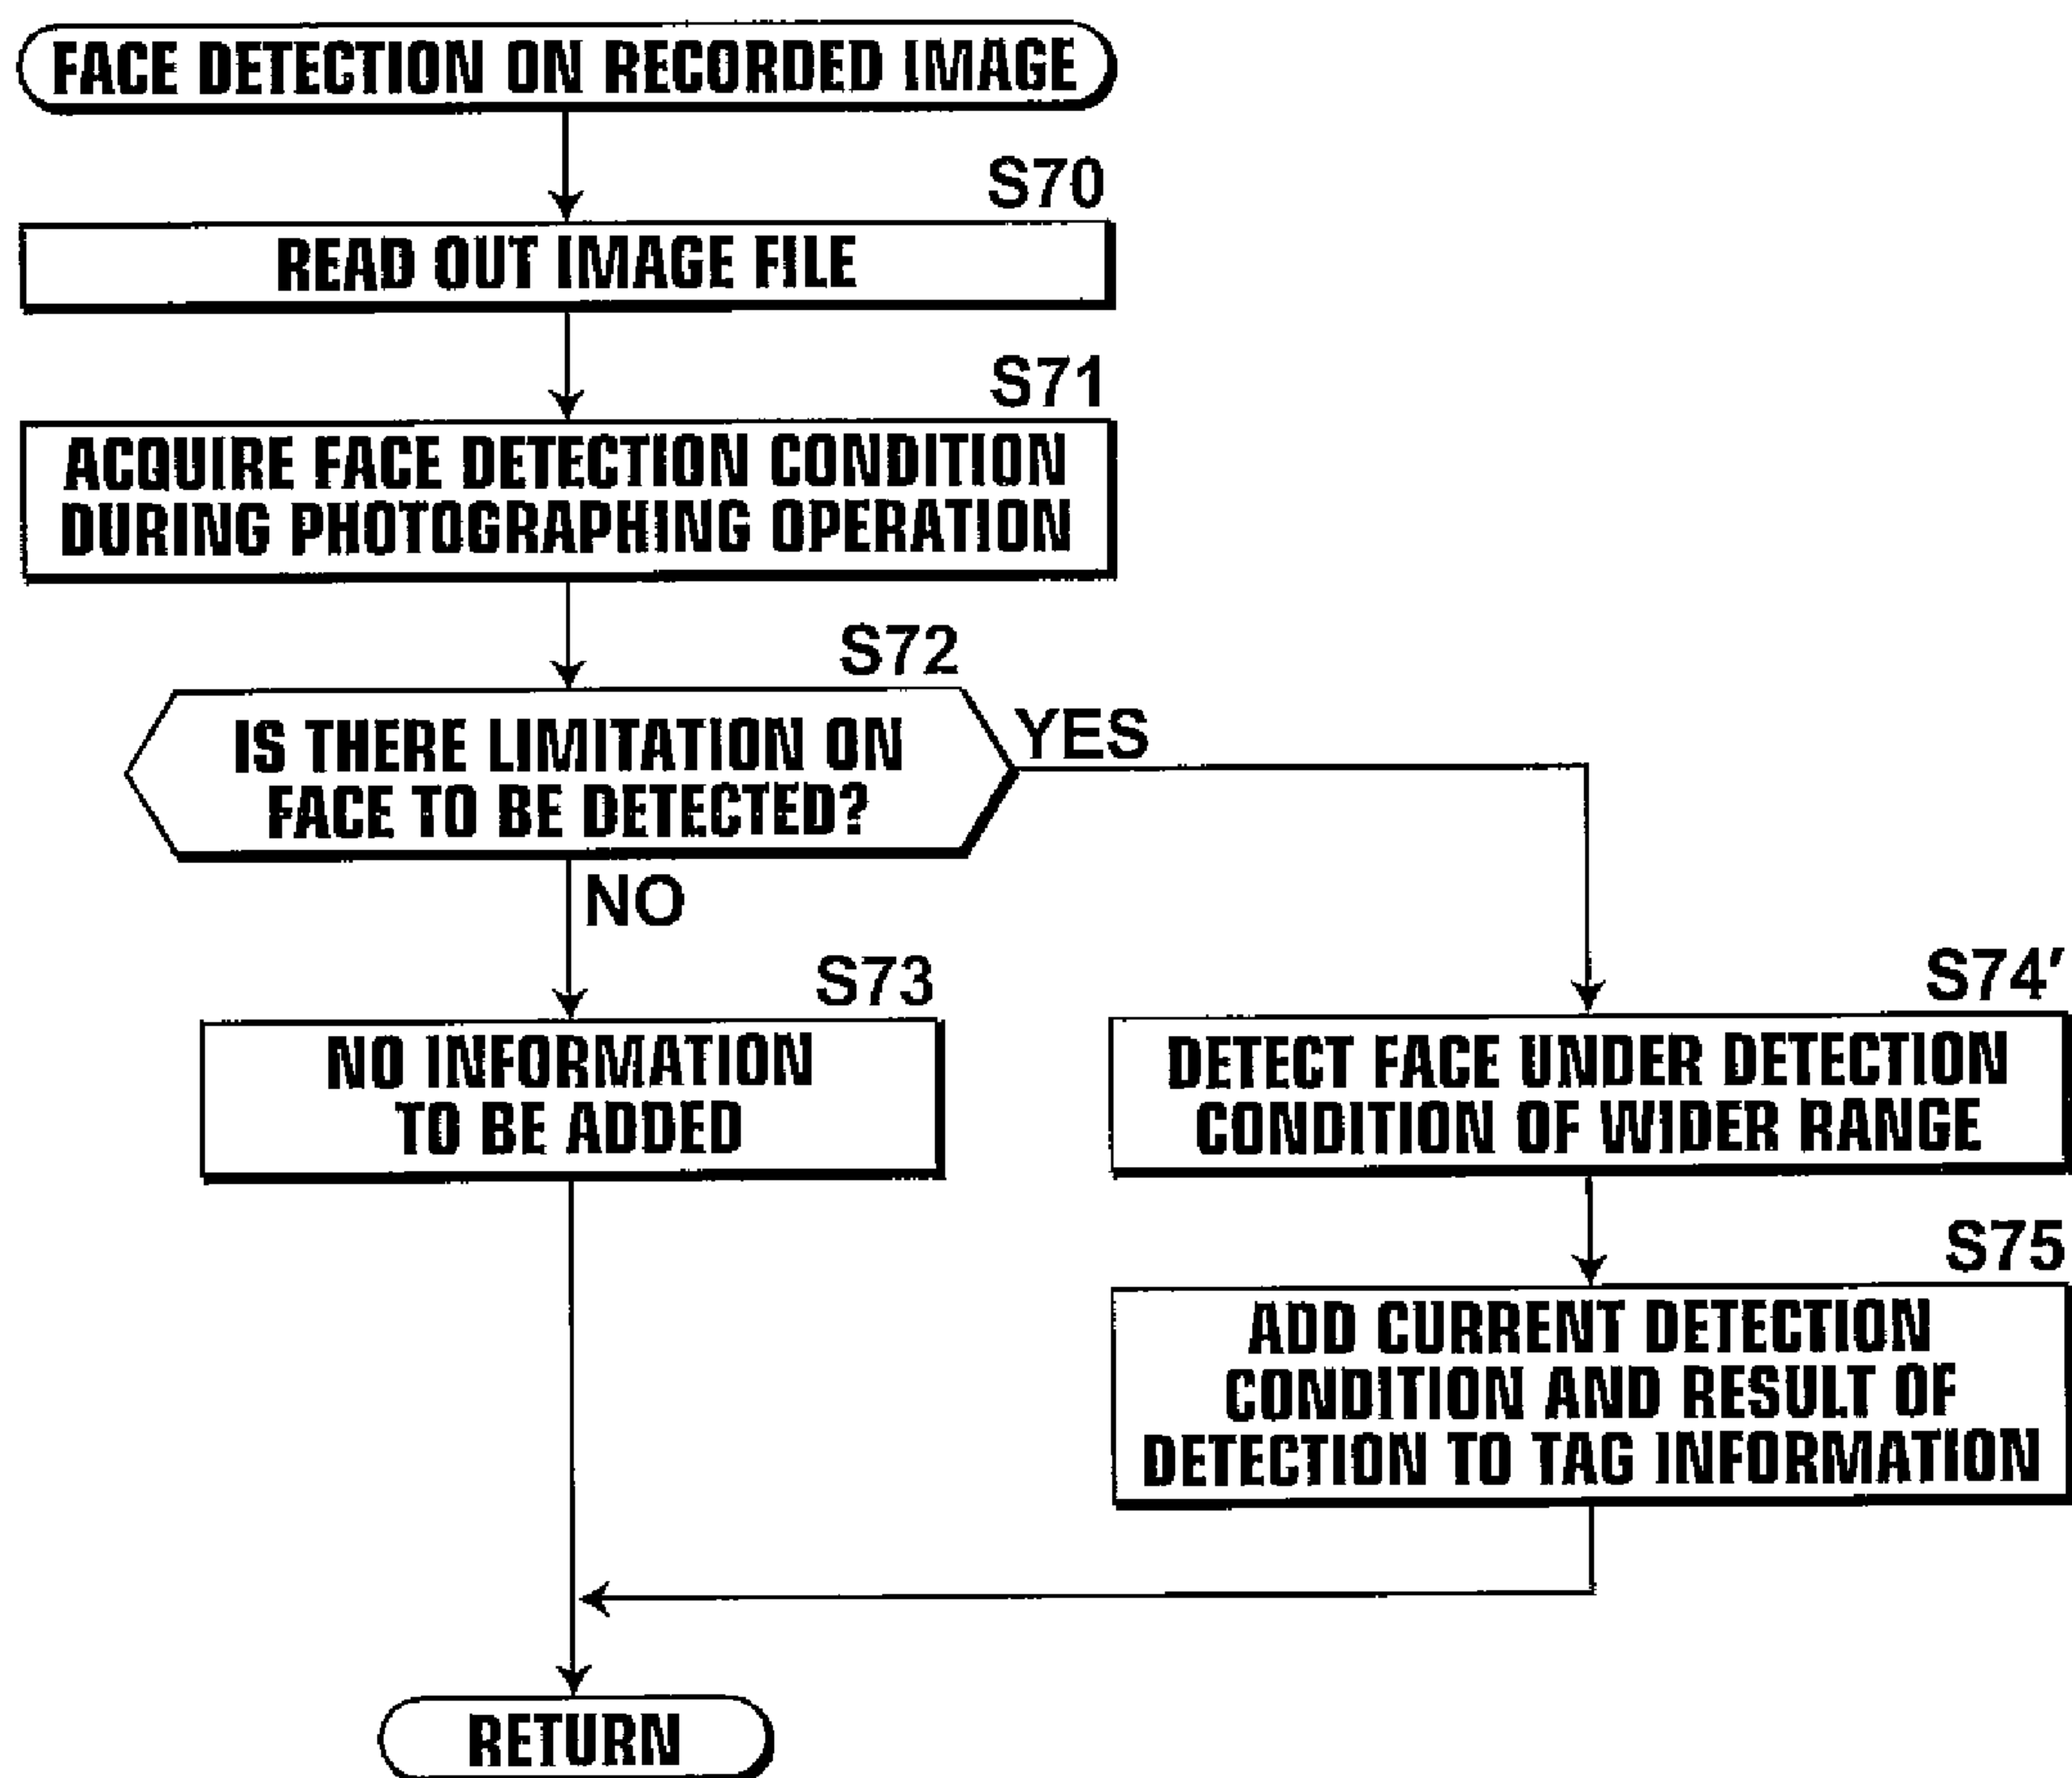 FACE DETECTION ON RECORDED IMAGE
S70
READ OUT IMAGE FILE
S71
ACQUIRE FACE DETECTION CONDITION
DURING PHOTOGRAPHING OPERATION
S72
IS THERE LIMITATION ON
FACE TO BE DETECTED?
YES
NO
S73
NO INFORMATION
TO BE ADDED
S74'
DETECT FACE UNDER DETECTION
CONDITION OF WIDER RANGE
S75
ADD CURRENT DETECTION
CONDITION AND RESULT OF
DETECTION TO TAG INFORMATION
RETURN